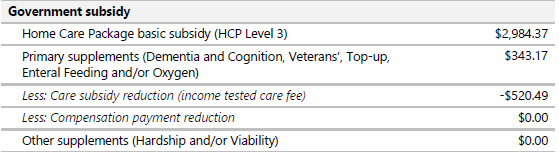 Government subsidy
Home Care Package basic subsidy (HCP Level 3) $2,984.37
Primary supplements (Dementia and Cognition, Veterans', Top-up, $343.17
Enteral Feeding and/or Oxygen)
Less: Care subsidy reduction (income tested care fee) -$520.49
Less: Compensation payment reduction $0.00
Other supplements (Hardship and/or Viability) $0.00